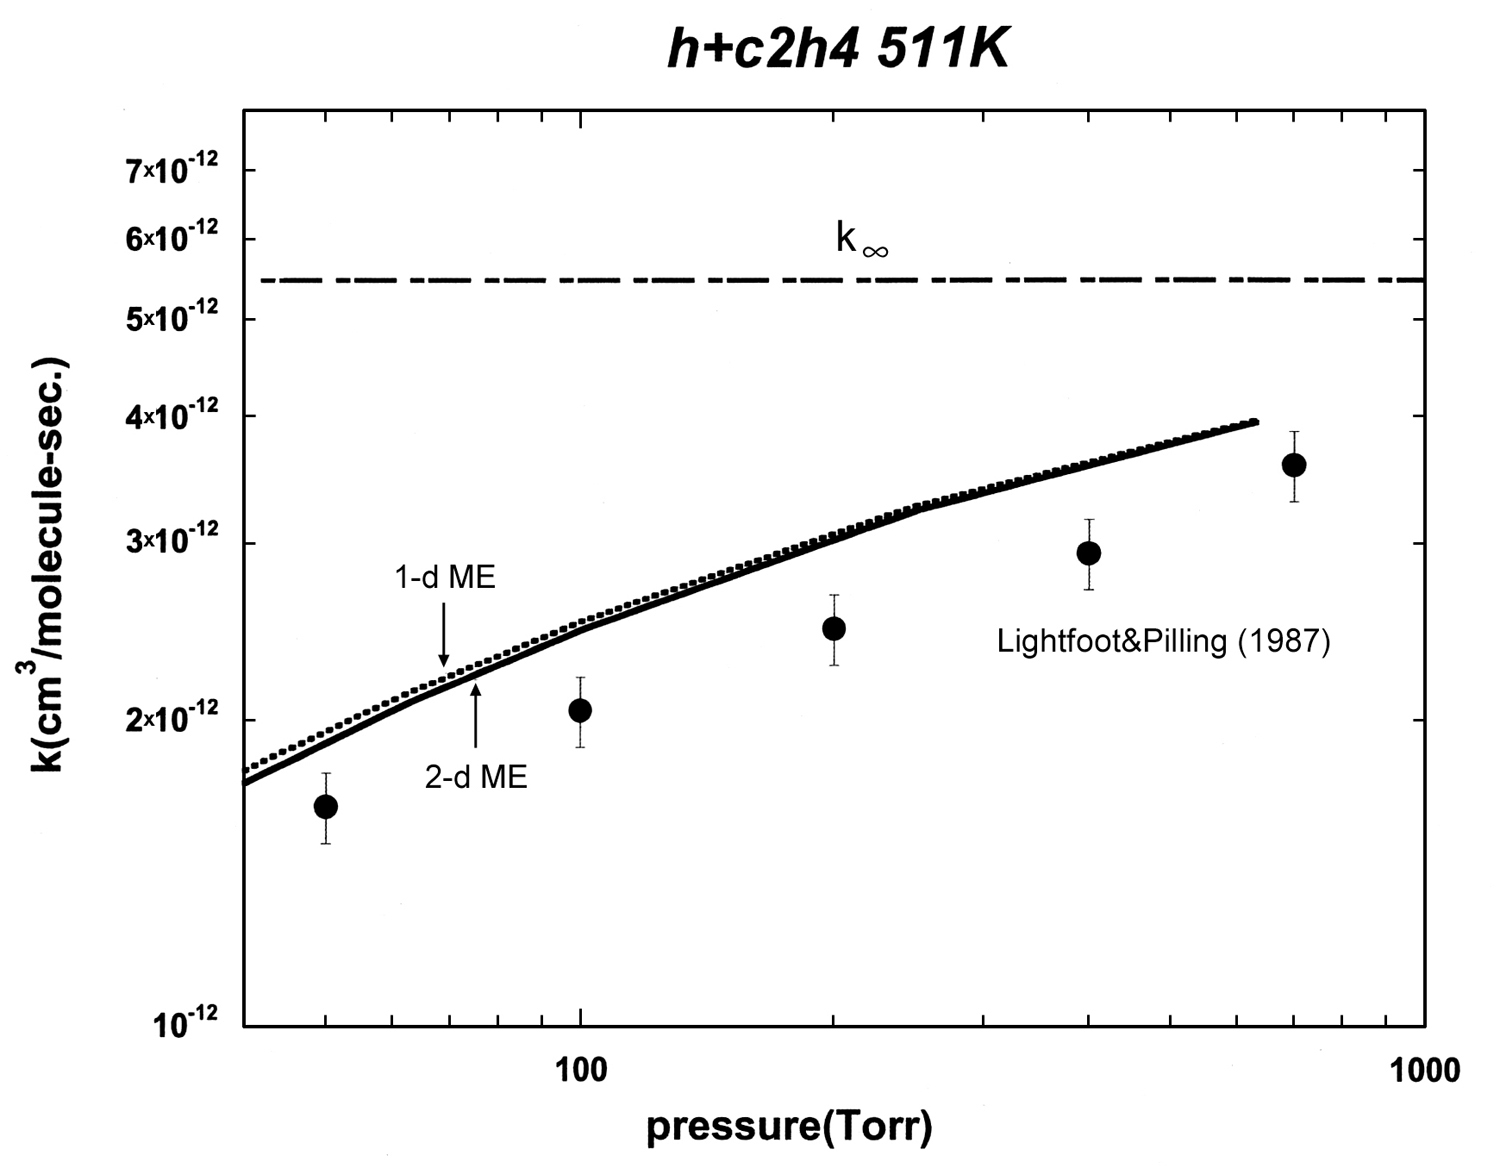 h+c2h4 511K
7×10⁻¹²
6×10⁻¹²
k∞
5×10⁻¹²
4×10⁻¹²
3×10⁻¹²
1-d ME
Lightfoot&Pilling (1987)
2×10⁻¹²
2-d ME
10⁻¹²
k(cm³/molecule-sec.)
100
1000
pressure(Torr)